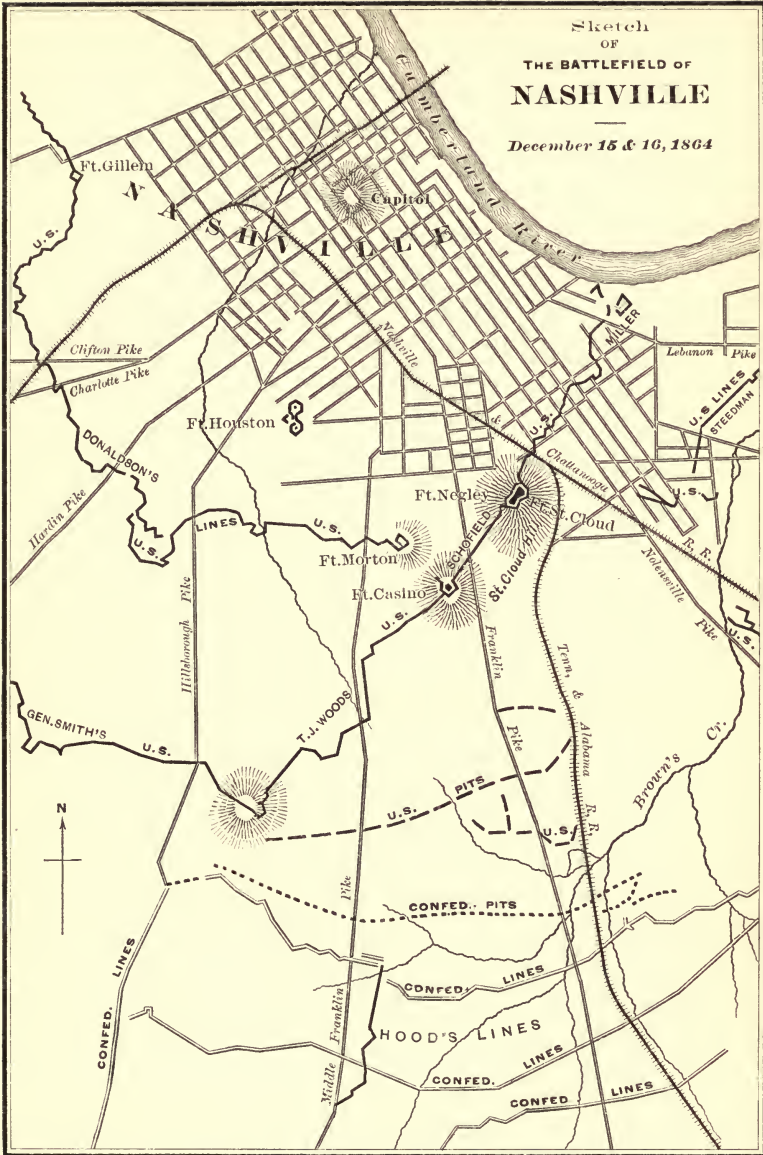 Sketch
OF
THE BATTLEFIELD OF
NASHVILLE
December 15 & 16, 1864
Cumberland River
Ft. Gillem
NASHVILLE
Capitol
U.S.
MILLER
Clifton Pike
Charlotte Pike
Nashville & Chattanooga R.R.
Lebanon Pike
U.S LINES
STEEDMAN
Ft. Houston
U.S.
DONALDSON'S
Hardin Pike
Ft. Negley
Ft. St. Cloud
U.S.
U.S.
LINES
U.S.
Ft. Morton
SCHOFIELD
St. Cloud Hill
Nolensville Pike
Ft. Casino
U.S.
U.S.
Hillsborough Pike
Franklin Pike
Tenn, & Alabama R, R,
GEN. SMITH'S
U.S.
T.J. WOODS
Brown's Cr.
N
U.S. PITS
U.S.
CONFED. PITS
CONFED. LINES
CONFED. LINES
Middle Franklin Pike
HOOD'S LINES
CONFED. LINES
CONFED LINES